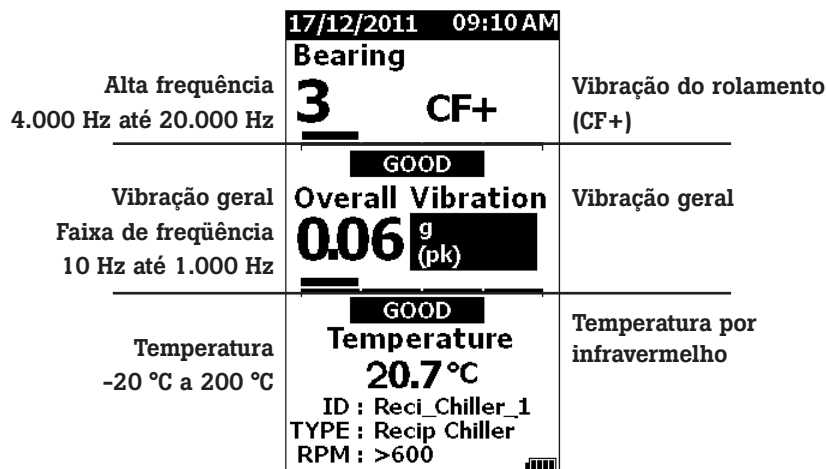 17/12/2011 09:10 AM
Bearing
3 CF+
GOOD
Overall Vibration
0.06 g
(pk)
GOOD
Temperature
20.7 °C
ID : Reci_Chiller_1
TYPE : Recip Chiller
RPM : >600
Alta frequência
4.000 Hz até 20.000 Hz
Vibração geral
Faixa de freqüência
10 Hz até 1.000 Hz
Temperatura
-20 °C a 200 °C
Vibração do rolamento
(CF+)
Vibração geral
Temperatura por
infravermelho